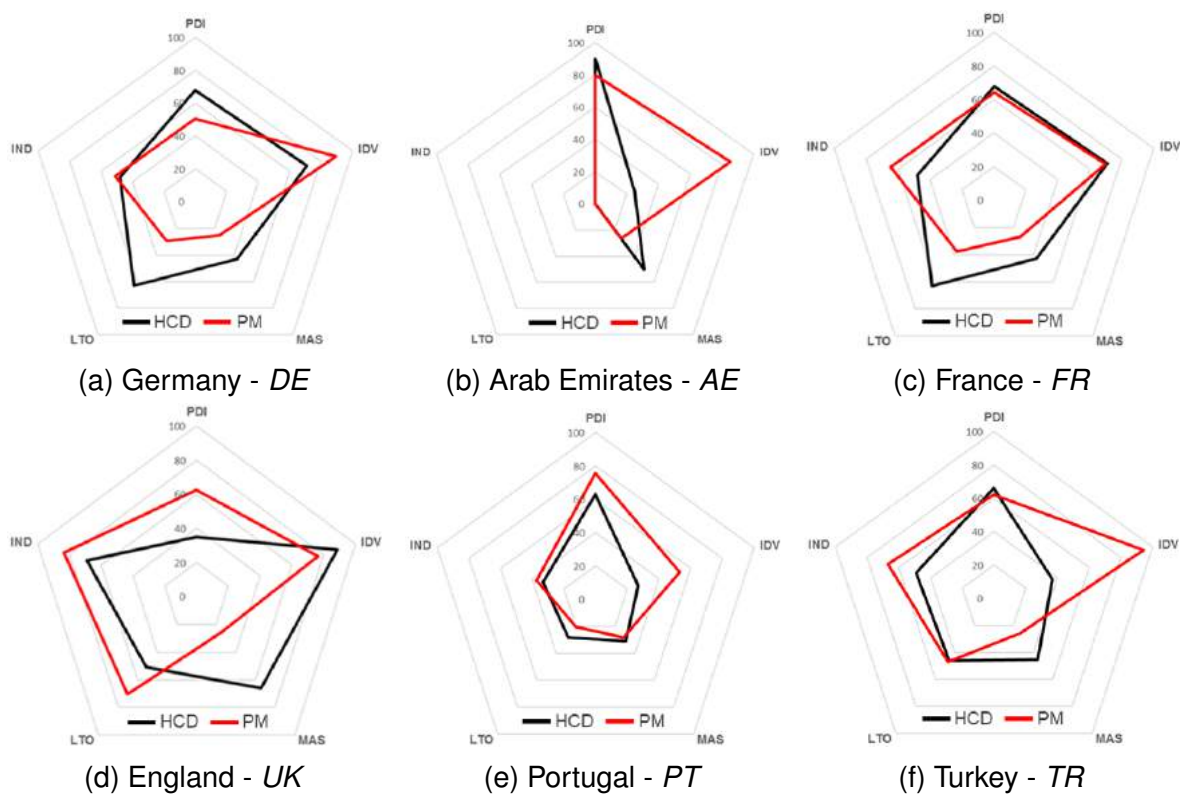 PDI
100
80
60
40
20
0
IND
IDV
LTO
MAS
HCD PM
(a) Germany - DE
PDI
100
80
60
40
20
0
IND
IDV
LTO
MAS
HCD PM
(b) Arab Emirates - AE
PDI
100
80
60
40
20
0
IND
IDV
LTO
MAS
HCD PM
(c) France - FR
PDI
100
80
60
40
20
0
IND
IDV
LTO
MAS
HCD PM
(d) England - UK
PDI
100
80
60
40
20
0
IND
IDV
LTO
MAS
HCD PM
(e) Portugal - PT
PDI
100
80
60
40
20
0
IND
IDV
LTO
MAS
HCD PM
(f) Turkey - TR